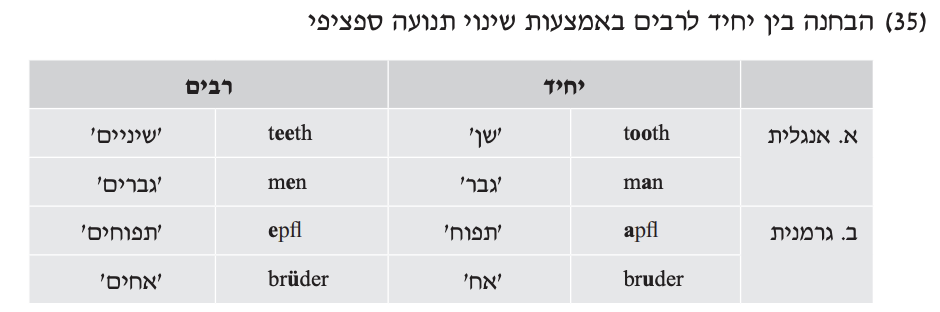 (35) הבחנה בין יחיד לרבים באמצעות שינוי תנועה ספציפי
יחיד רבים
א. אנגלית tooth 'שן' teeth 'שיניים'
man 'גבר' men 'גברים'
ב. גרמנית apfl 'תפוח' epfl 'תפוחים'
bruder 'אח' brüder 'אחים'